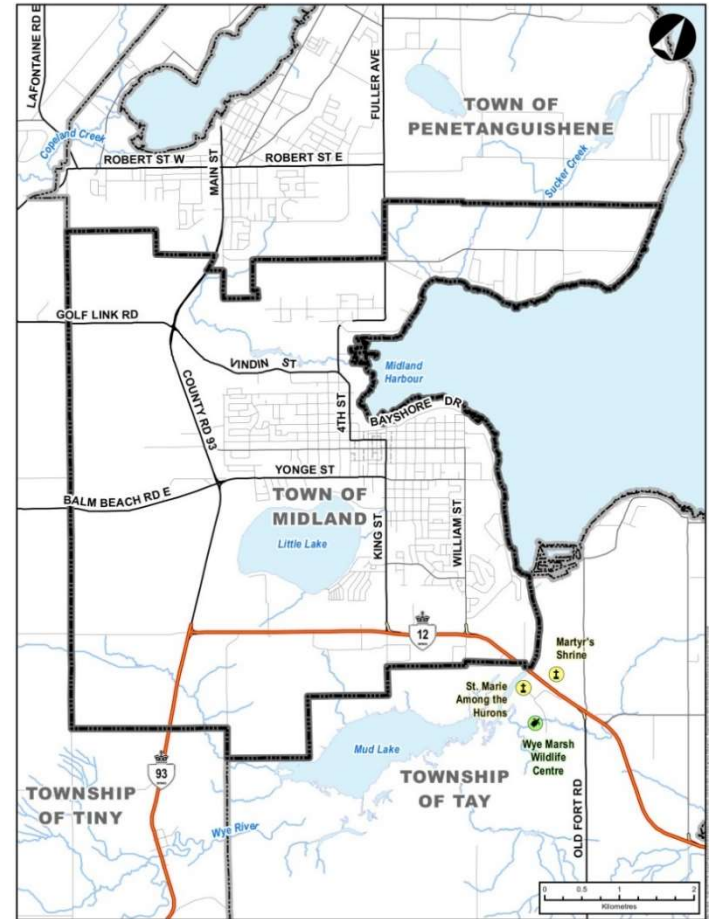 LAFONTAINE RD E
FULLER AVE
TOWN OF
PENETANGUISHENE
Copeland Creek
ROBERT ST W
MAIN ST
ROBERT ST E
Sucker Creek
GOLF LINK RD
VINDIN ST
Midland
Harbour
COUNTY RD 93
4TH ST
BAYSHORE DR
YONGE ST
BALM BEACH RD E
TOWN OF
MIDLAND
Little Lake
KING ST
WILLIAM ST
12
Martyr's
Shrine
St. Marie
Among the
Hurons
Mud Lake
Wye Marsh
Wildlife
Centre
93
TOWNSHIP
OF TINY
TOWNSHIP
OF TAY
OLD FORT RD
Wye River
0 0.5 1 2
Kilometres